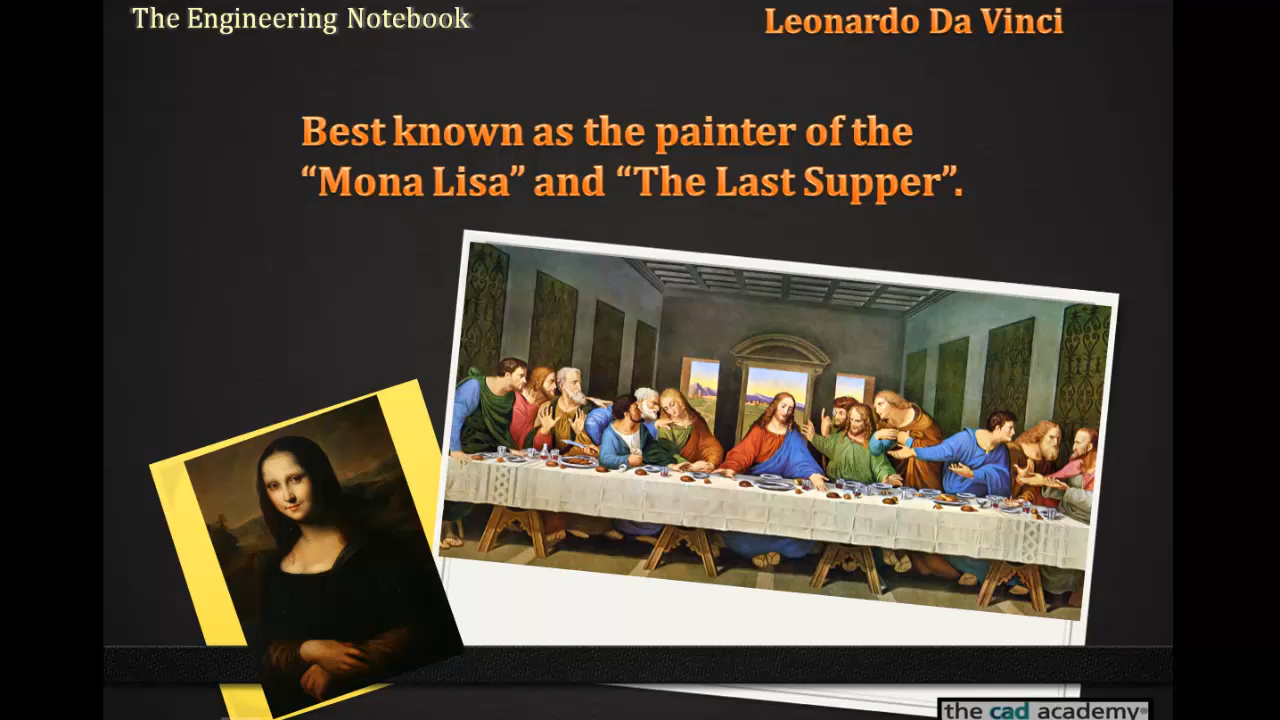 The Engineering Notebook
Leonardo Da Vinci
Best known as the painter of the
“Mona Lisa” and “The Last Supper”.
the cad academy®